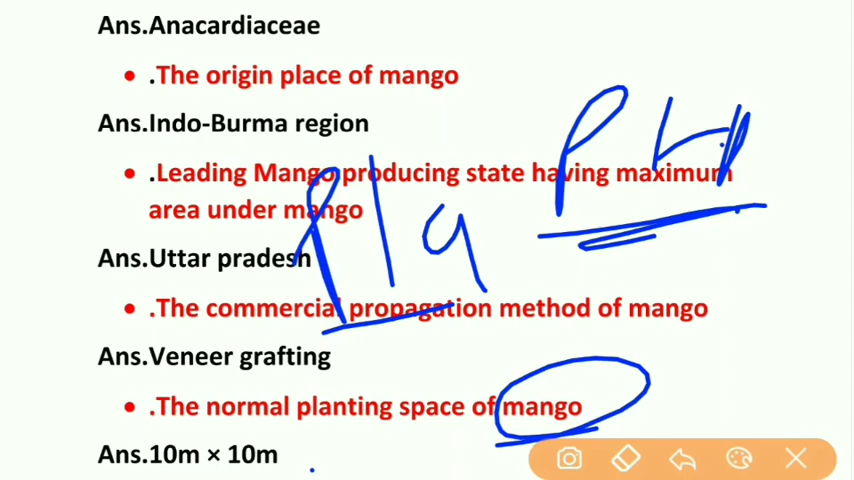 Ans.Anacardiaceae
• .The origin place of mango
Ans.Indo-Burma region
• .Leading Mango producing state having maximum
area under mango
Ans.Uttar pradesh
• .The commercial propagation method of mango
Ans.Veneer grafting
• .The normal planting space of mango
Ans.10m × 10m